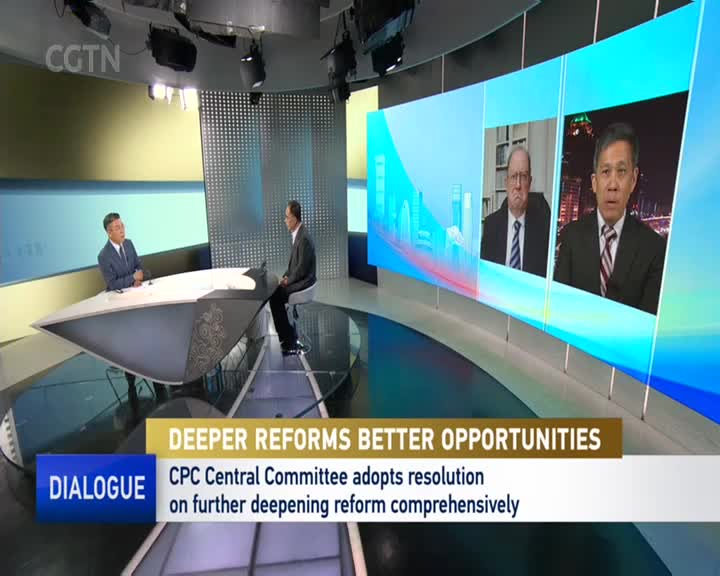 CGTN
DEEPER REFORMS BETTER OPPORTUNITIES
DIALOGUE
CPC Central Committee adopts resolution
on further deepening reform comprehensively